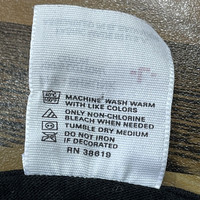 MACHINE WASH WARM
WITH LIKE COLORS
ONLY NON-CHLORINE
BLEACH WHEN NEEDED
TUMBLE DRY MEDIUM
DO NOT IRON
IF DECORATED
RN 38619